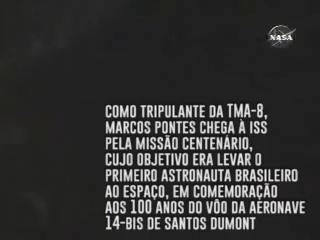 NASA
COMO TRIPULANTE DA TMA-8,
MARCOS PONTES CHEGA À ISS
PELA MISSÃO CENTENÁRIO,
CUJO OBJETIVO ERA LEVAR O
PRIMEIRO ASTRONAUTA BRASILEIRO
AO ESPAÇO, EM COMEMORAÇÃO
AOS 100 ANOS DO VÔO DA AERONAVE
14-BIS DE SANTOS DUMONT